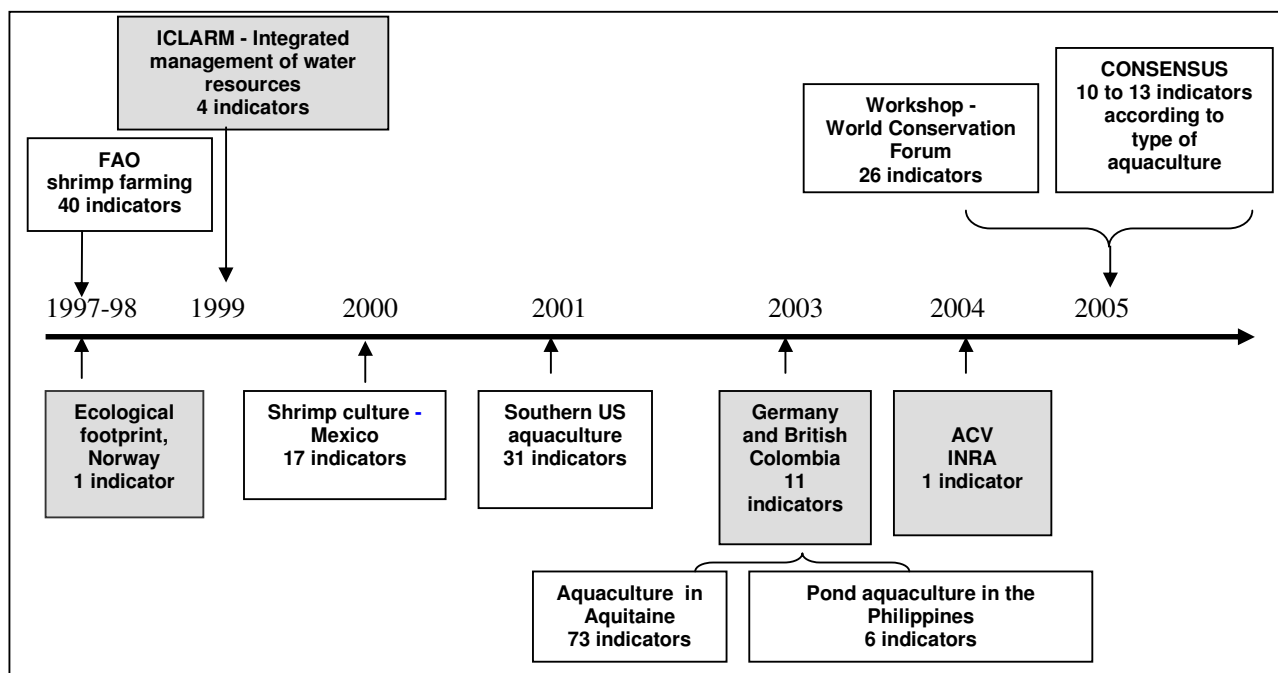 ICLARM - Integrated
management of water
resources
4 indicators
FAO
shrimp farming
40 indicators
Workshop -
World Conservation
Forum
26 indicators
CONSENSUS
10 to 13 indicators
according to
type of
aquaculture
1997-98
1999
2000
2001
2003
2004
2005
Ecological
footprint,
Norway
1 indicator
Shrimp culture -
Mexico
17 indicators
Southern US
aquaculture
31 indicators
Germany
and British
Colombia
11
indicators
ACV
INRA
1 indicator
Aquaculture in
Aquitaine
73 indicators
Pond aquaculture in the
Philippines
6 indicators